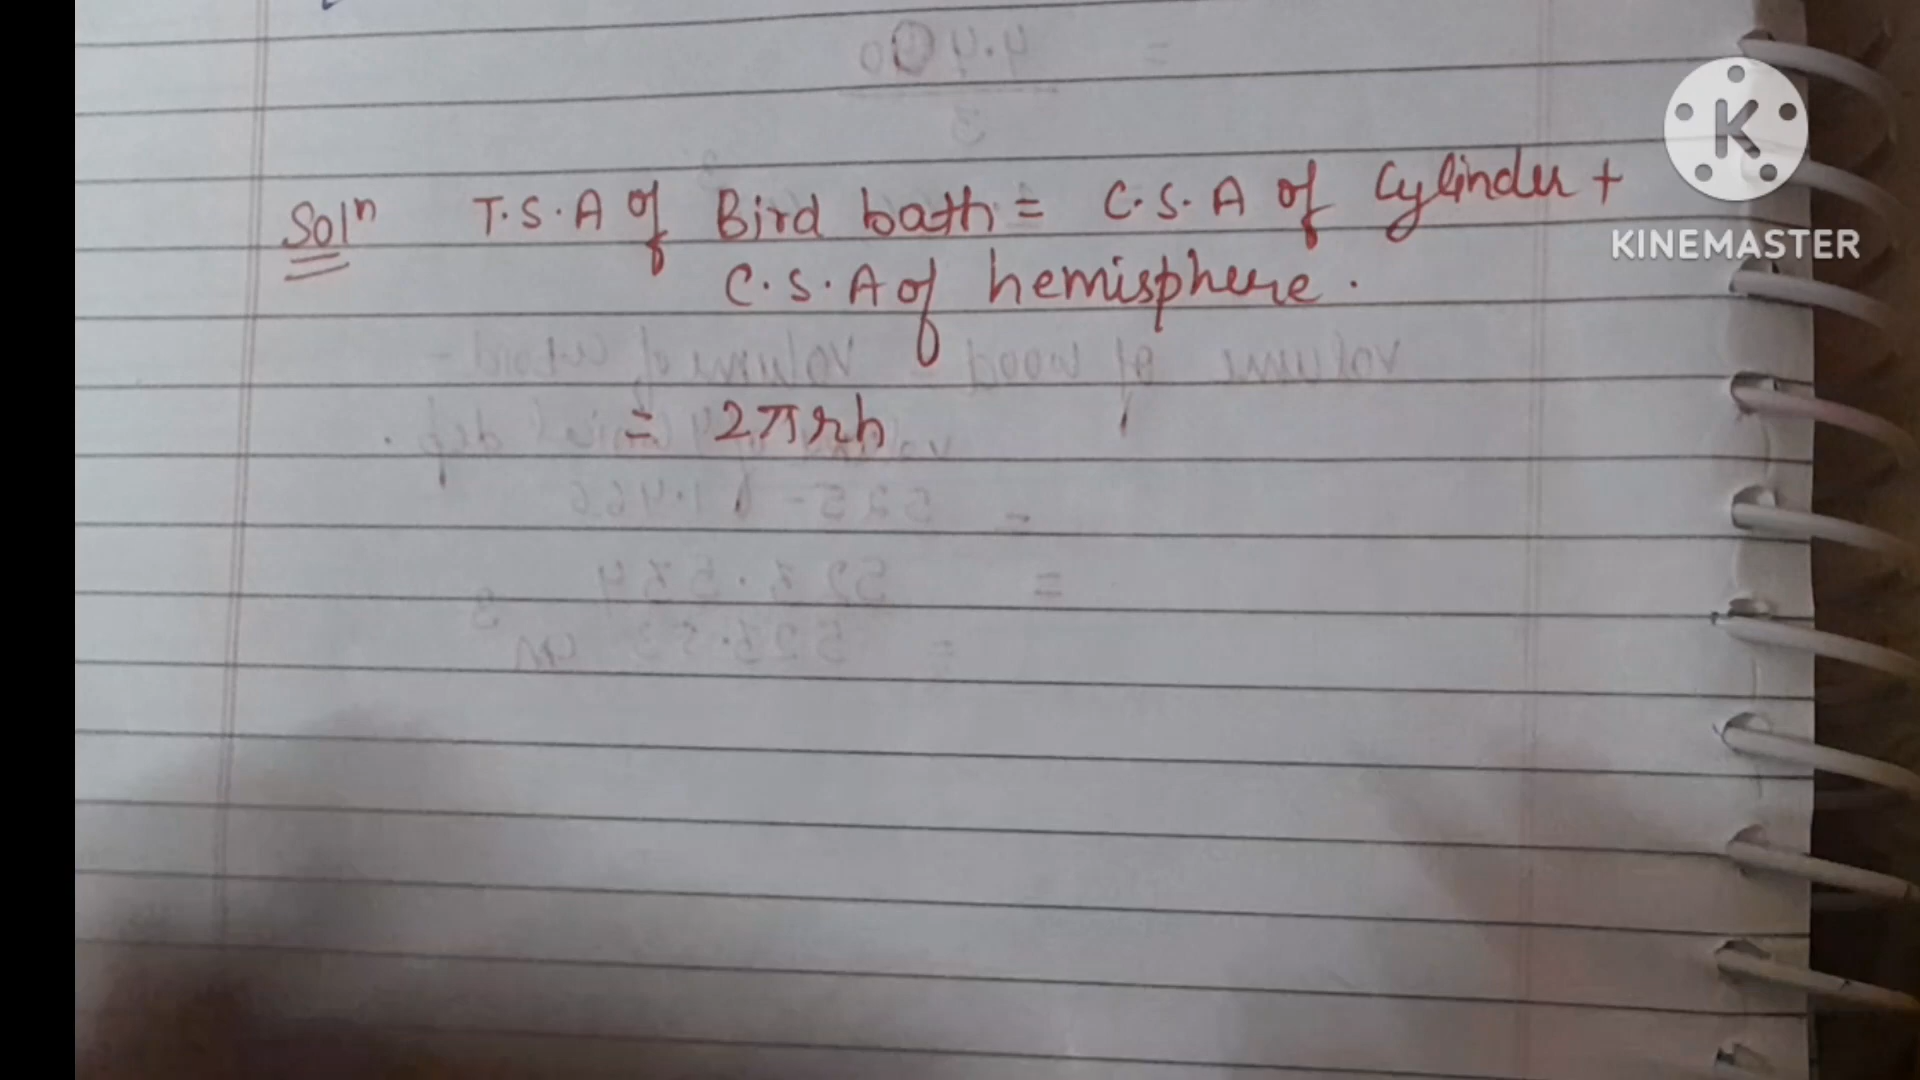 Solⁿ T.S.A of Bird bath = C.S.A of Cylinder +
C.S.A of hemisphere.
= 2πrh
KINEMASTER